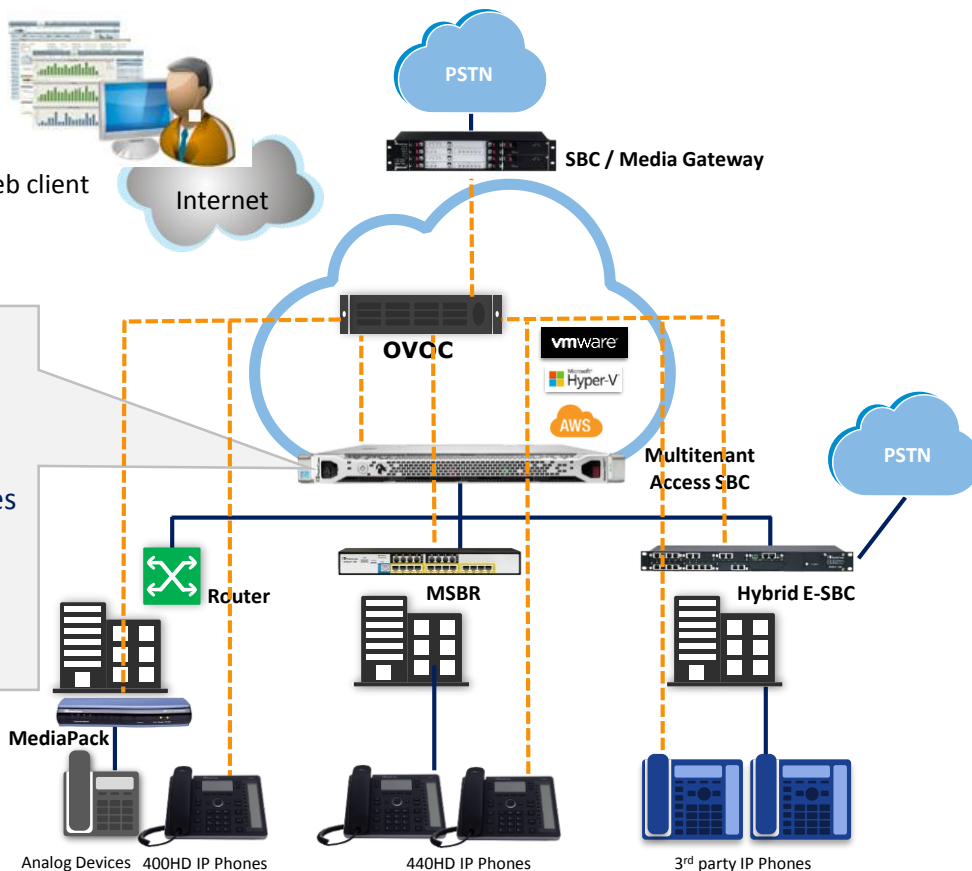 PSTN
SBC / Media Gateway
eb client
Internet
OVOC
vmware
Microsoft
Hyper-V
AWS
Multitenant
Access SBC
PSTN
es
Router
MSBR
Hybrid E-SBC
MediaPack
Analog Devices
400HD IP Phones
440HD IP Phones
3rd party IP Phones